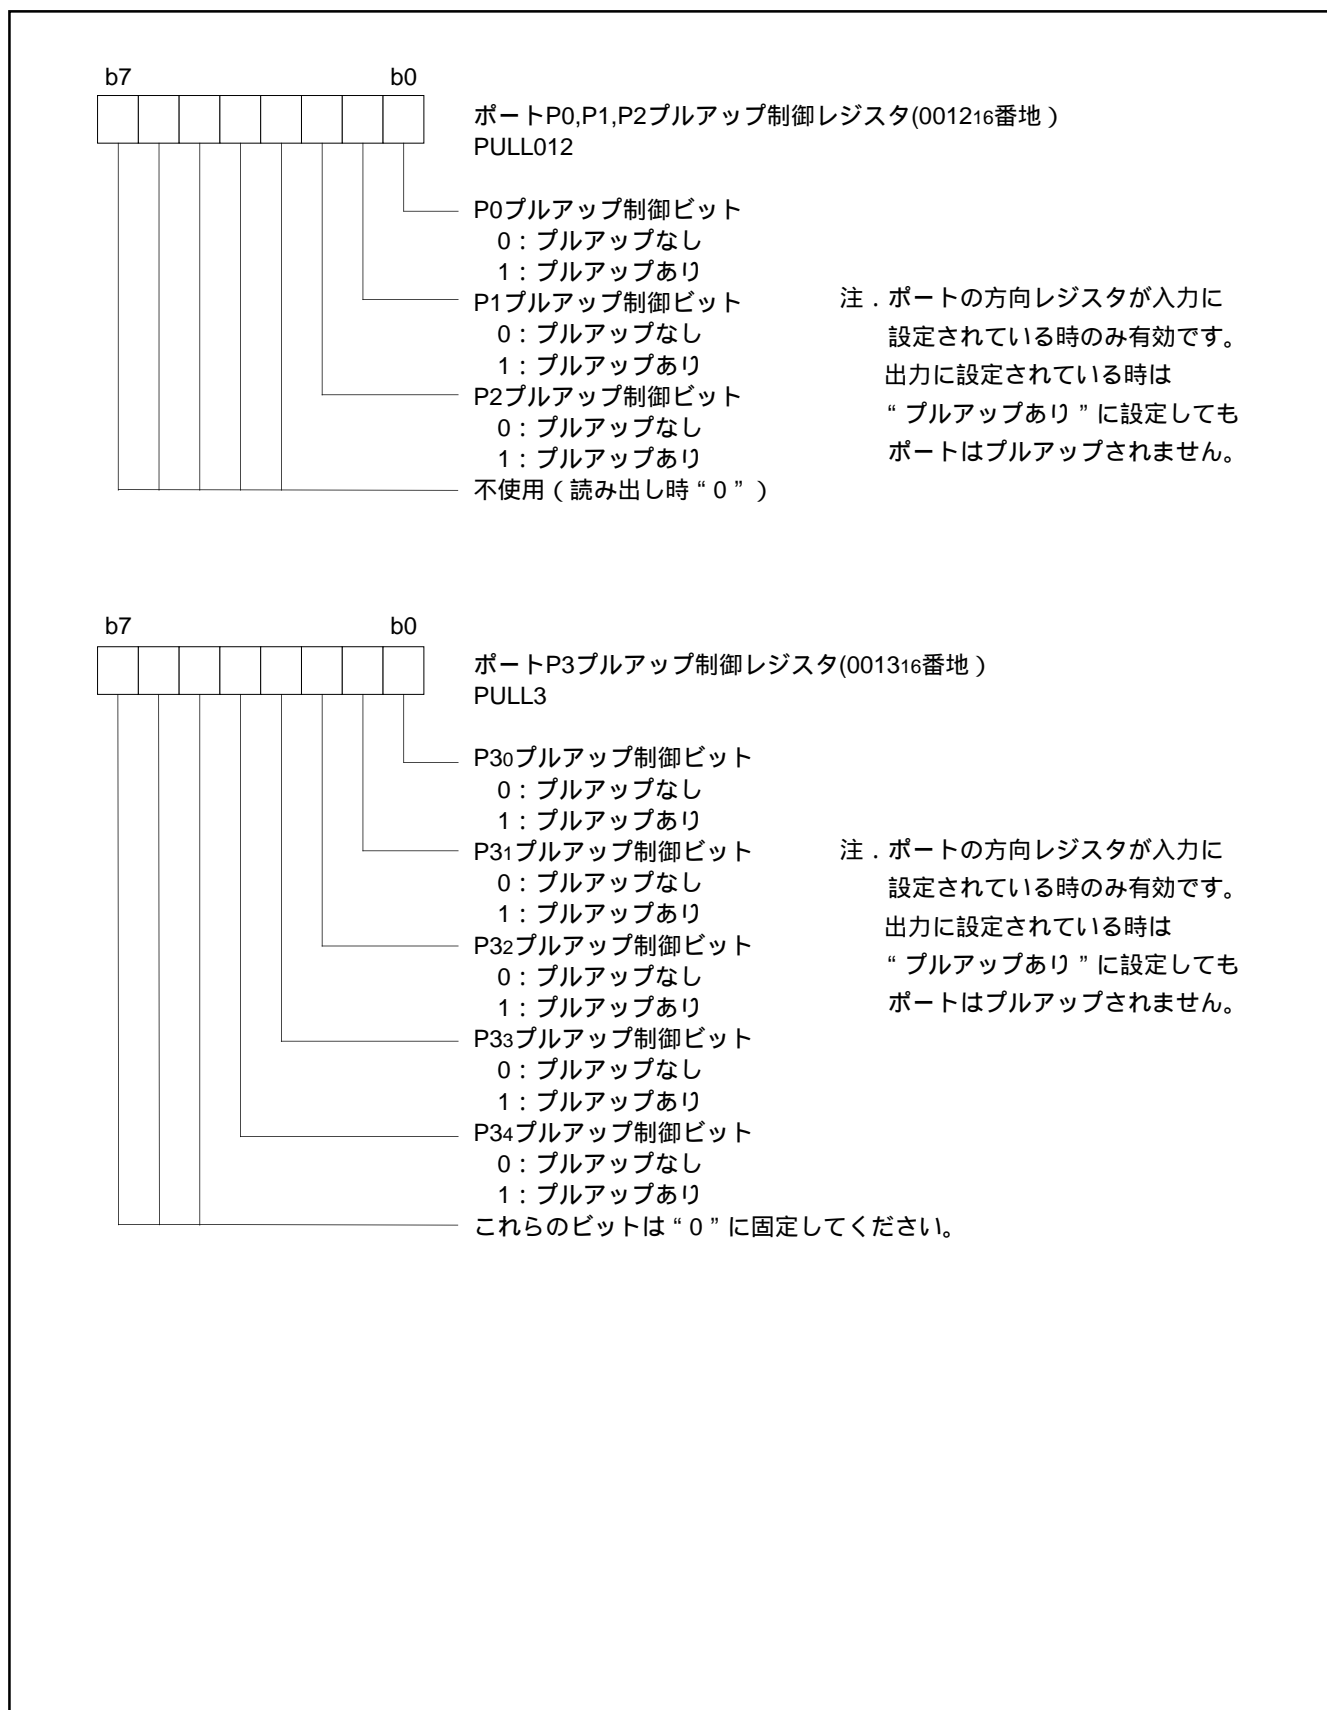 b7 b0
ポートP0,P1,P2プルアップ制御レジスタ(001216番地）
PULL012
P0プルアップ制御ビット
0：プルアップなし
1：プルアップあり
P1プルアップ制御ビット
0：プルアップなし
1：プルアップあり
P2プルアップ制御ビット
0：プルアップなし
1：プルアップあり
不使用（読み出し時“0”）
注．ポートの方向レジスタが入力に
設定されている時のみ有効です。
出力に設定されている時は
“プルアップあり”に設定しても
ポートはプルアップされません。
b7 b0
ポートP3プルアップ制御レジスタ(001316番地）
PULL3
P30プルアップ制御ビット
0：プルアップなし
1：プルアップあり
P31プルアップ制御ビット
0：プルアップなし
1：プルアップあり
P32プルアップ制御ビット
0：プルアップなし
1：プルアップあり
P33プルアップ制御ビット
0：プルアップなし
1：プルアップあり
P34プルアップ制御ビット
0：プルアップなし
1：プルアップあり
これらのビットは“0”に固定してください。
注．ポートの方向レジスタが入力に
設定されている時のみ有効です。
出力に設定されている時は
“プルアップあり”に設定しても
ポートはプルアップされません。